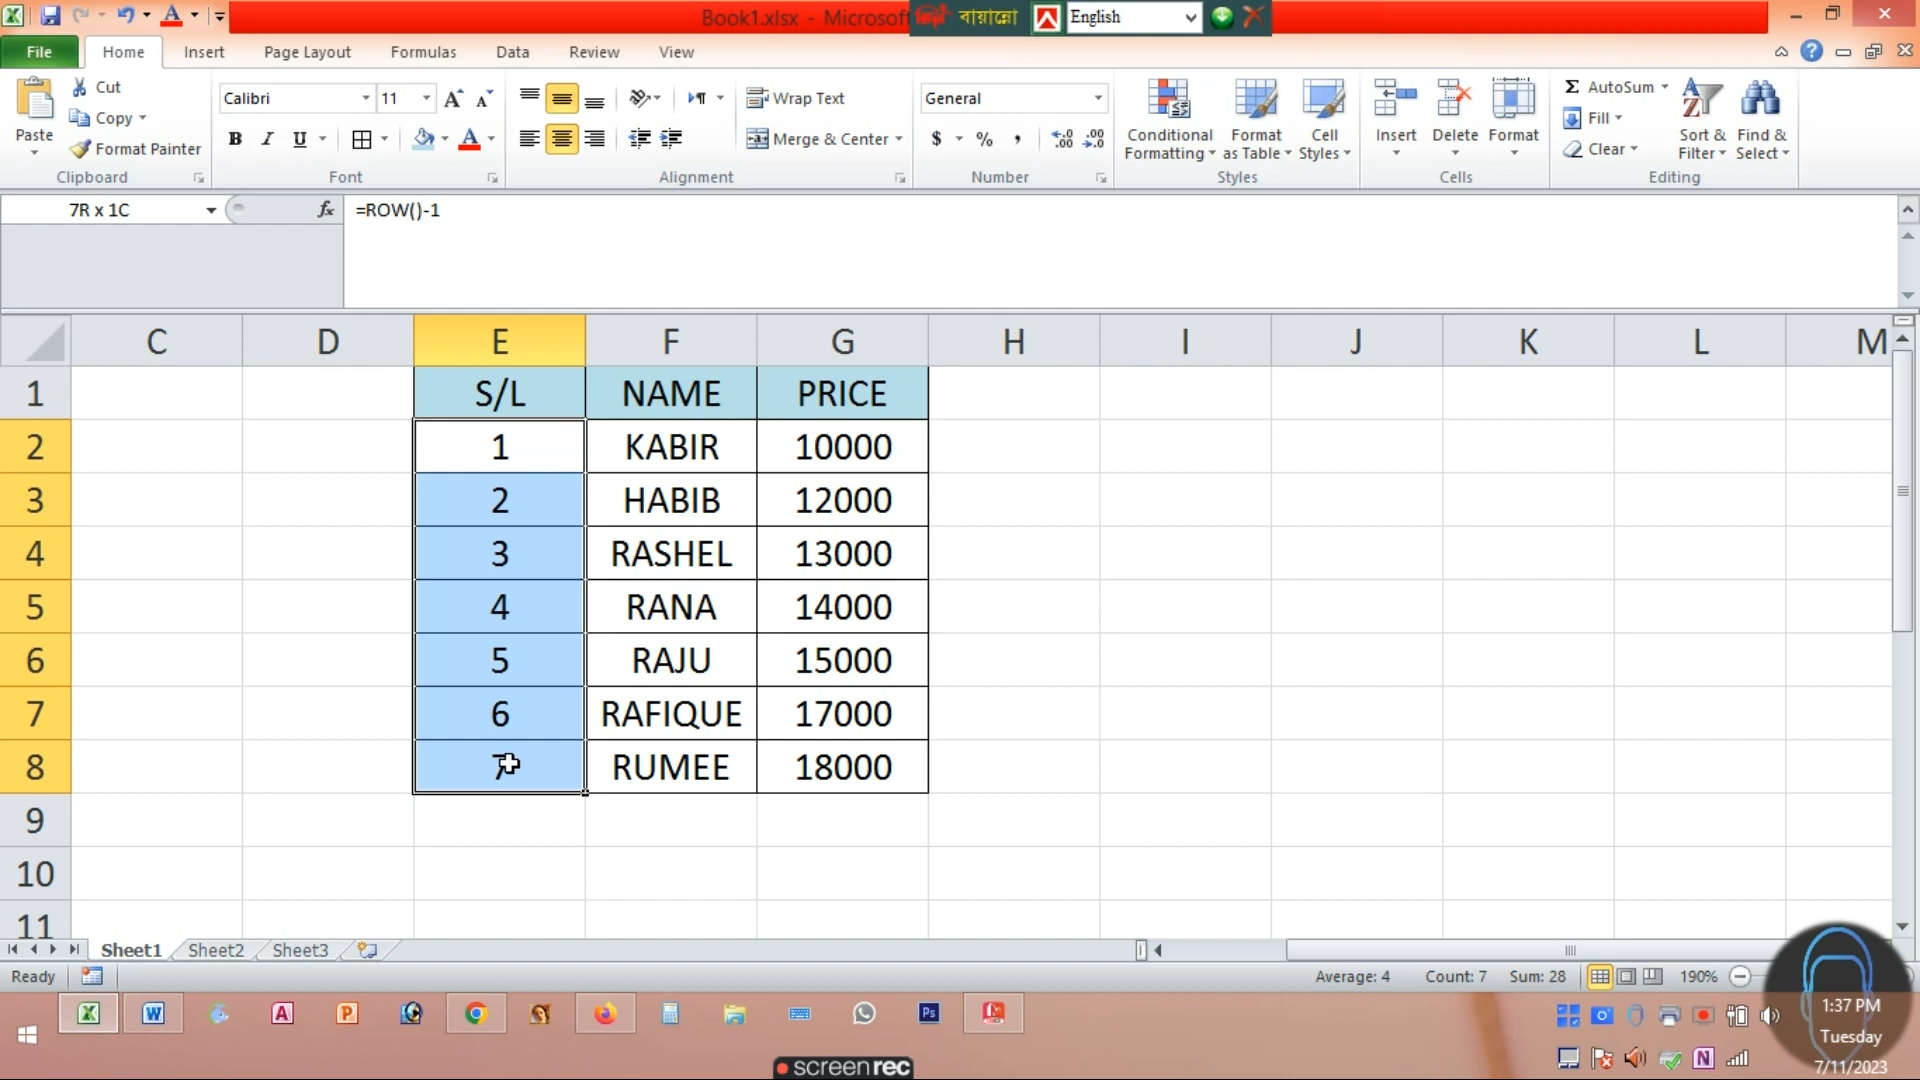 Book1.xlsx - Microsoft
বায়ান্নো
English
File Home Insert Page Layout Formulas Data Review View
Paste
Cut
Copy
Format Painter
Clipboard
Calibri 11
B I U
Font
Wrap Text
Merge & Center
Alignment
General
$ % ,
Number
Conditional Formatting
Format as Table
Cell Styles
Styles
Insert Delete Format
Cells
Σ AutoSum
Fill
Clear
Sort & Filter
Find & Select
Editing
7R x 1C fx =ROW()-1
C D E F G H I J K L M
1 S/L NAME PRICE
2 1 KABIR 10000
3 2 HABIB 12000
4 3 RASHEL 13000
5 4 RANA 14000
6 5 RAJU 15000
7 6 RAFIQUE 17000
8 7 RUMEE 18000
9
10
11
Sheet1 Sheet2 Sheet3
Ready Average: 4 Count: 7 Sum: 28 190%
1:37 PM
Tuesday
7/11/2023
screenrec